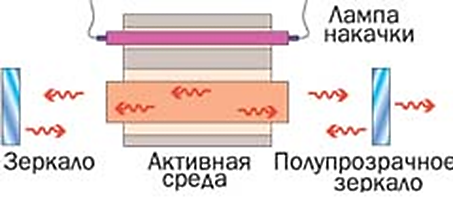 Лампа
накачки
Зеркало
Активная
среда
Полупрозрачное
зеркало